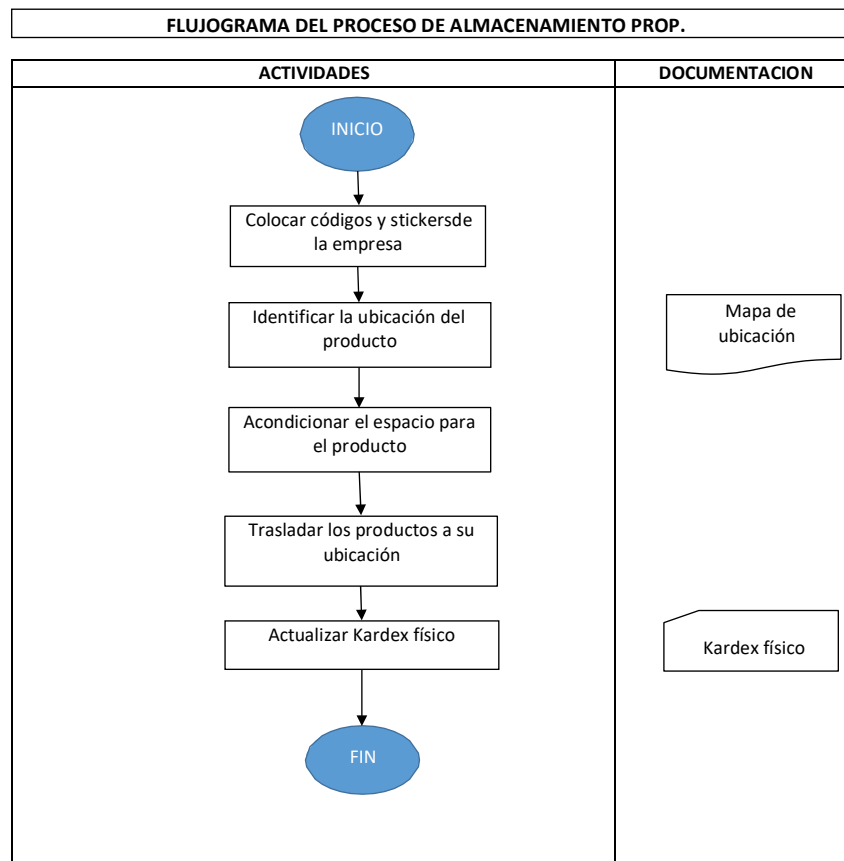 FLUJOGRAMA DEL PROCESO DE ALMACENAMIENTO PROP.
ACTIVIDADES
DOCUMENTACION
INICIO
Colocar códigos y stickersde
la empresa
Identificar la ubicación del
producto
Mapa de
ubicación
Acondicionar el espacio para
el producto
Trasladar los productos a su
ubicación
Actualizar Kardex físico
Kardex físico
FIN